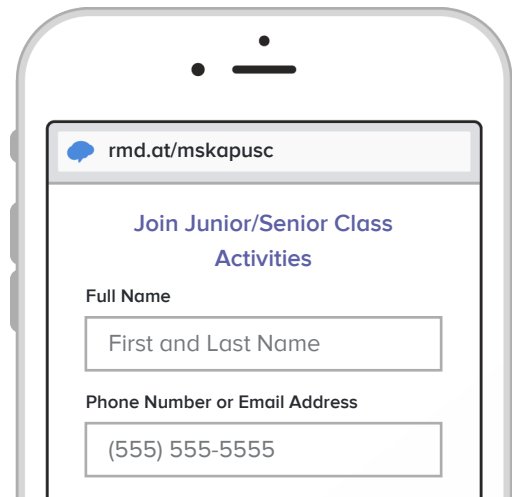 rmd.at/mskapusc
Join Junior/Senior Class
Activities
Full Name
First and Last Name
Phone Number or Email Address
(555) 555-5555